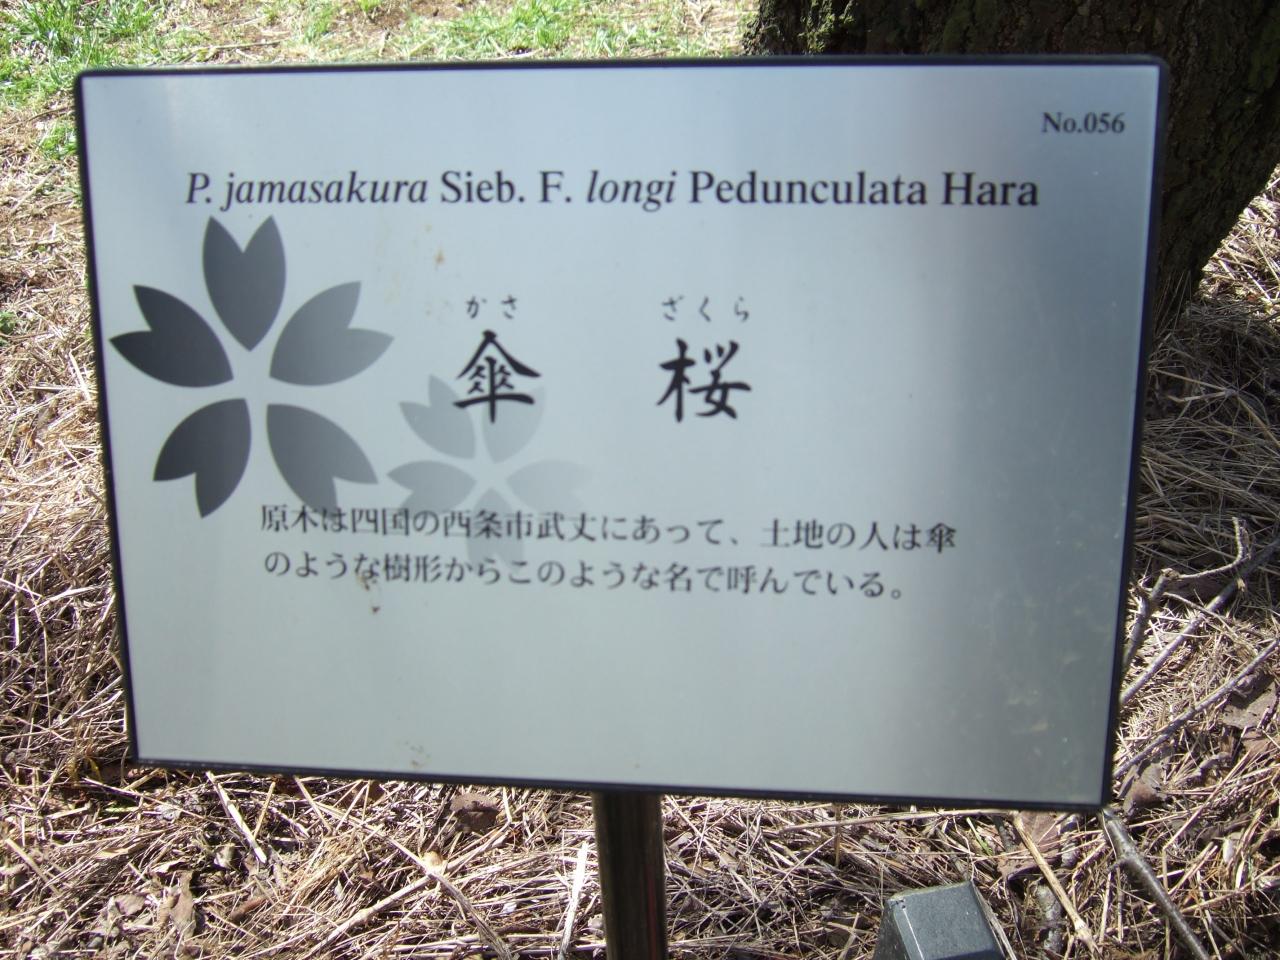 No.056
P. jamasakura Sieb. F. longi Pedunculata Hara
かさ ざくら
傘 桜
原木は四国の西条市武丈にあって、土地の人は傘
のような樹形からこのような名で呼んでいる。